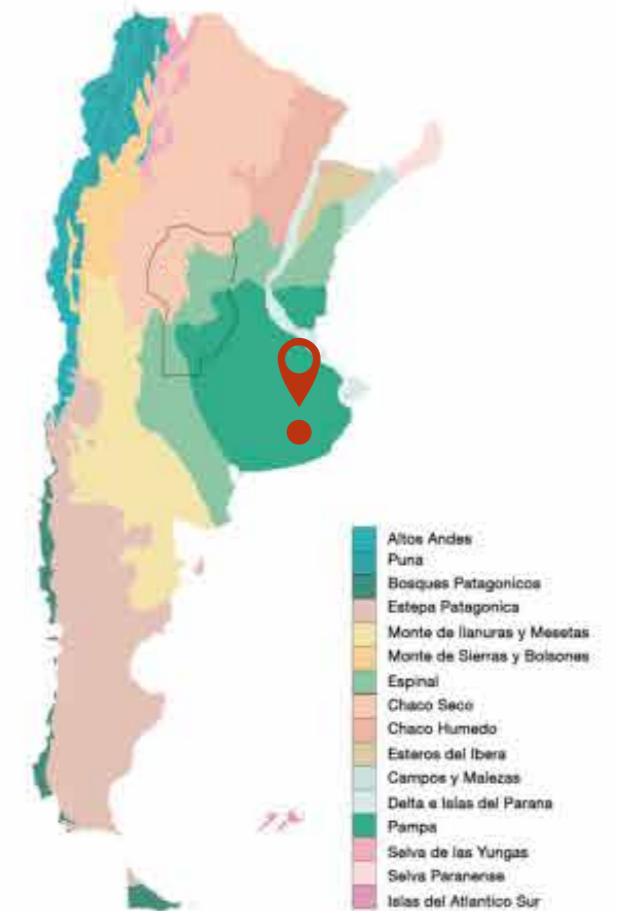 Altos Andes
Puna
Bosques Patagonicos
Estepa Patagonica
Monte de llanuras y Mesetas
Monte de Sierras y Bolsones
Espinal
Chaco Seco
Chaco Humedo
Esteros del Ibera
Campos y Malezas
Delta e Islas del Parana
Pampa
Selva de las Yungas
Selva Paranense
Islas del Atlantico Sur